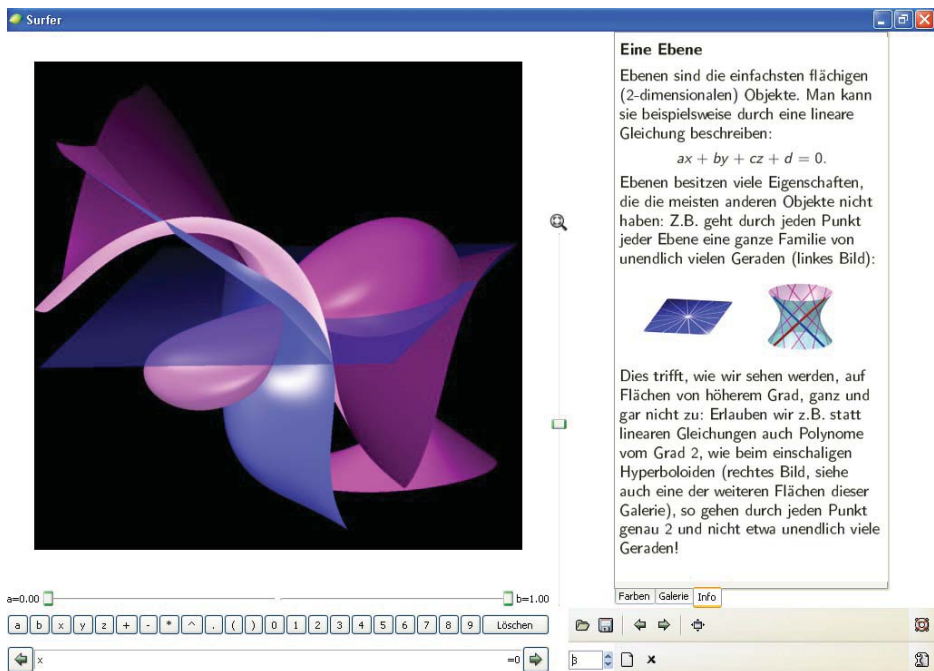 Surfer
Eine Ebene
Ebenen sind die einfachsten flächigen
(2-dimensionalen) Objekte. Man kann
sie beispielsweise durch eine lineare
Gleichung beschreiben:
ax + by + cz + d = 0.
Ebenen besitzen viele Eigenschaften,
die die meisten anderen Objekte nicht
haben: Z.B. geht durch jeden Punkt
jeder Ebene eine ganze Familie von
unendlich vielen Geraden (linkes Bild):
Dies trifft, wie wir sehen werden, auf
Flächen von höherem Grad, ganz und
gar nicht zu: Erlauben wir z.B. statt
linearen Gleichungen auch Polynome
vom Grad 2, wie beim einschaligen
Hyperboloiden (rechtes Bild, siehe
auch eine der weiteren Flächen dieser
Galerie), so gehen durch jeden Punkt
genau 2 und nicht etwa unendlich viele
Geraden!
a=0.00 b=1.00
Farben Galerie Info
a b x y z + - * ^ . ( ) 0 1 2 3 4 5 6 7 8 9 Löschen
x =0